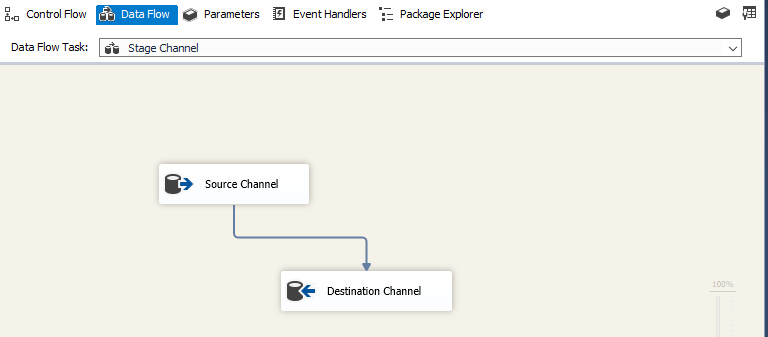 Control Flow Data Flow Parameters Event Handlers Package Explorer
Data Flow Task: Stage Channel
Source Channel
Destination Channel
100%